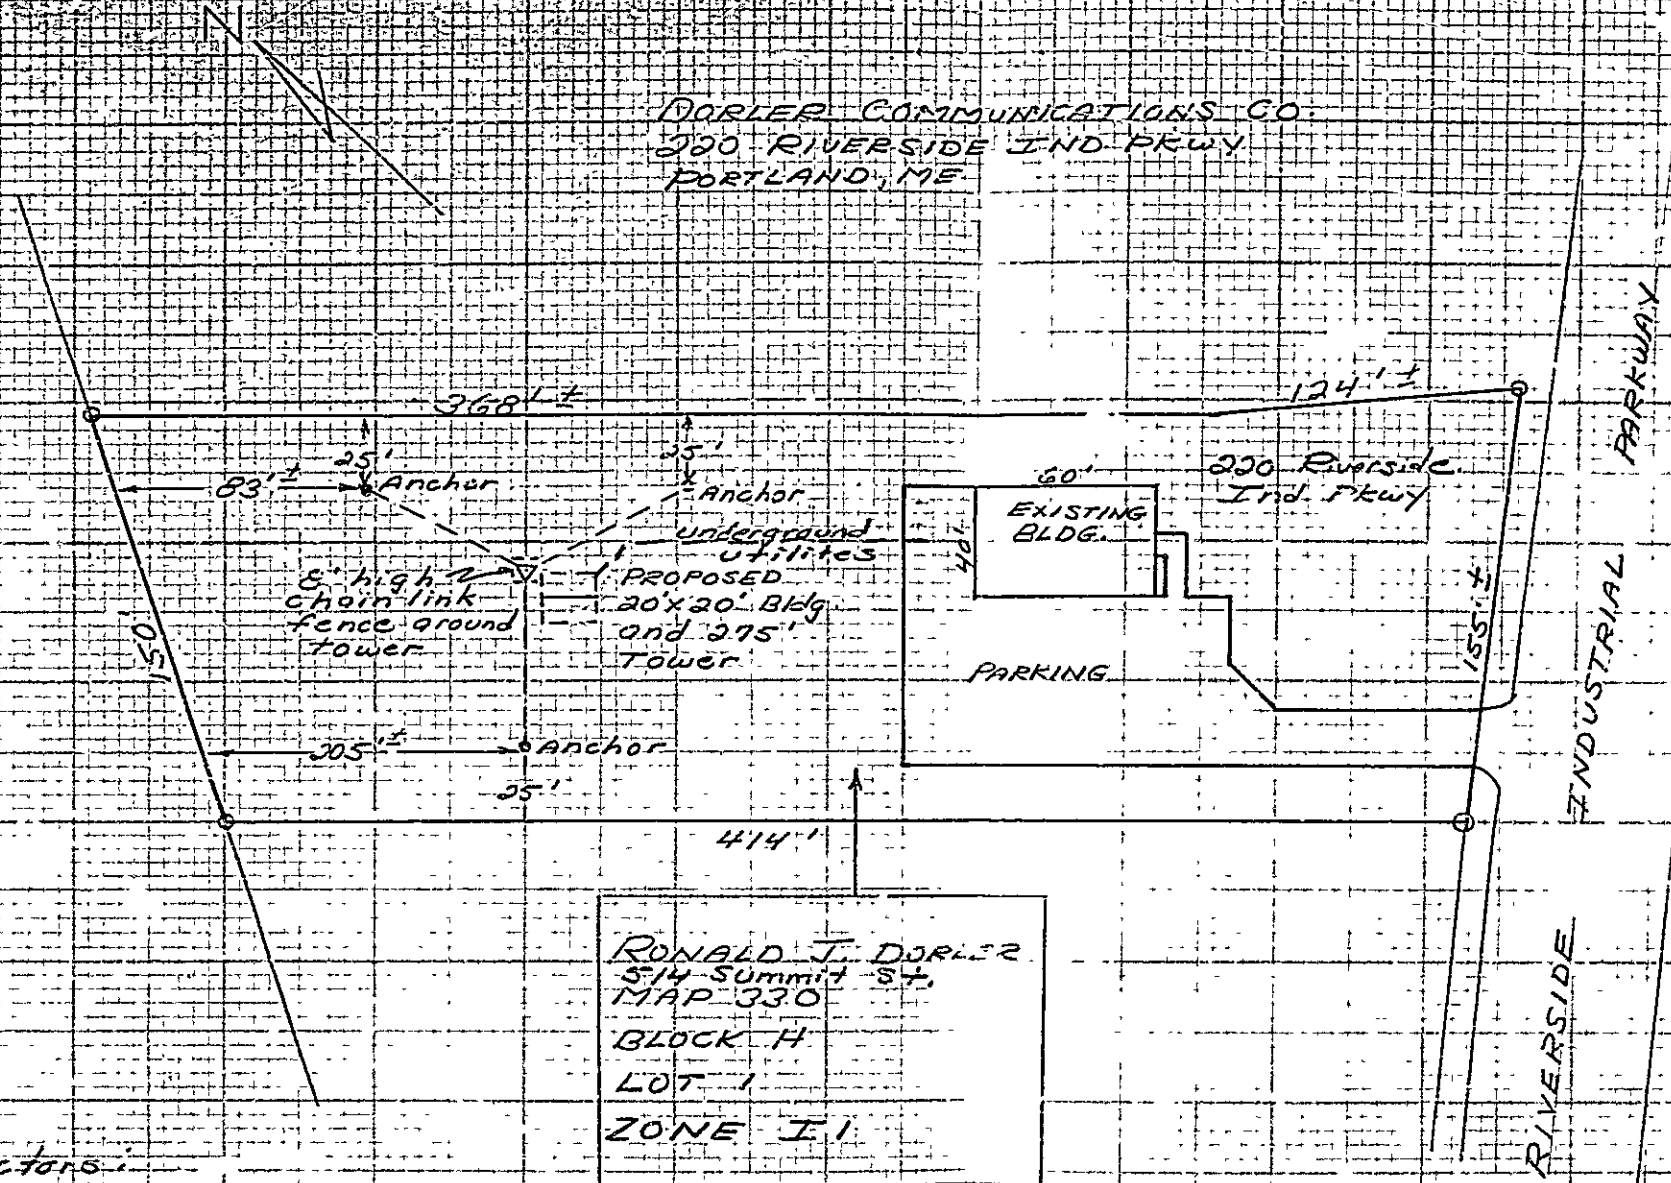 N
DORLER COMMUNICATIONS CO.
220 RIVERSIDE IND PKWY
PORTLAND, ME
368' ±
124' ±
25'
83' ±
Anchor
25'
Anchor
60'
220 Riverside
Ind. Pkwy
EXISTING
BLDG.
40'
underground
utilites
8' high
chain link
fence around
tower
PROPOSED
20'x20' Bldg
and 275'
Tower
150'
155' ±
PARKING
205' ±
Anchor
25'
414'
PARKWAY
INDUSTRIAL
RIVERSIDE
RONALD J. DORLER
514 Summit St.
MAP 330
BLOCK H
LOT 1
ZONE I 1
ctors: